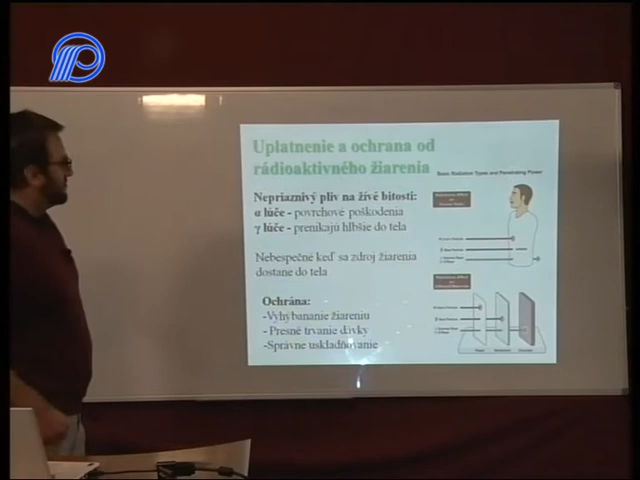 Uplatnenie a ochrana od
rádioaktivného žiarenia
Basic Radiation Types and Penetrating Power
Nepriaznivý pliv na živé bitosti:
α lúče - povrchové poškodenia
γ lúče - prenikajú hlbšie do tela
Nebespečné keď sa zdroj žiarenia
dostane do tela
Ochrána:
-Vyhýbananie žiareniu
- Presné trvanie dávky
-Správne uskladňovanie